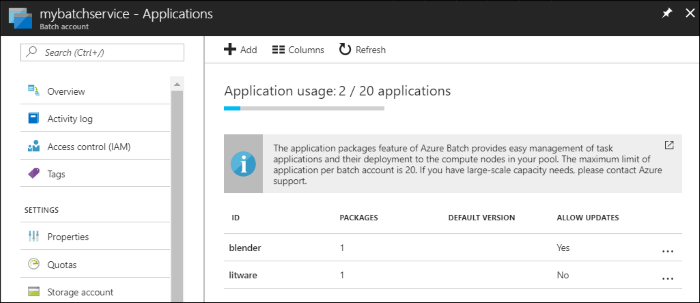 mybatchservice - Applications
Batch account
Search (Ctrl+/)
Overview
Activity log
Access control (IAM)
Tags
SETTINGS
Properties
Quotas
Storage account
Add Columns Refresh
Application usage: 2 / 20 applications
The application packages feature of Azure Batch provides easy management of task
applications and their deployment to the compute nodes in your pool. The maximum limit of
application per batch account is 20. If you have large-scale capacity needs, please contact Azure
support.
ID PACKAGES DEFAULT VERSION ALLOW UPDATES
blender 1 Yes ...
litware 1 No ...